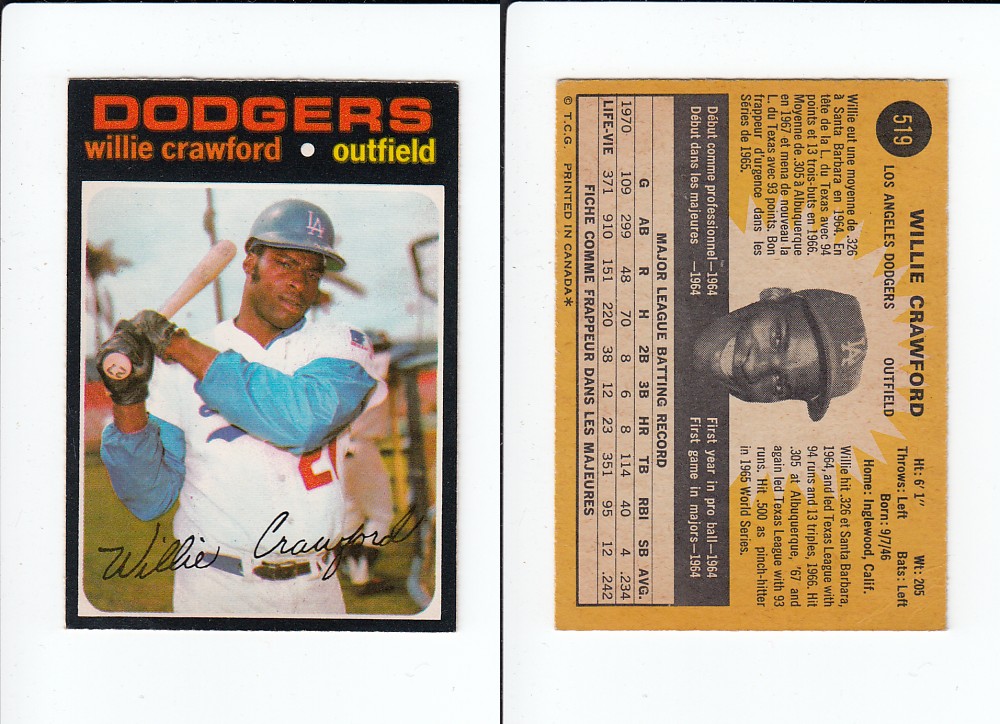 DODGERS
willie crawford • outfield
LA
2
Willie Crawford
519
WILLIE CRAWFORD
LOS ANGELES DODGERS OUTFIELD
Ht: 6' 1" Wt: 205
Throws: Left Bats: Left
Born: 9/7/46
Home: Inglewood, Calif.
Willie eut une moyenne de .326
à Santa Barbara en 1964. En
tête de la L. du Texas avec 94
points et 13 trois-buts en 1966.
Moyenne de .305 à Albuquerque
en 1967 et mena de nouveau la
L. du Texas avec 93 points. Bon
frappeur d'urgence dans les
Séries de 1965.
LA
Willie hit .326 et Santa Barbara,
1964, and led Texas League with
94 runs and 13 triples, 1966. Hit
.305 at Albuquerque, '67 and
again led Texas League with 93
runs. Hit .500 as pinch-hitter
in 1965 World Series.
Début comme professionnel—1964 First year in pro ball—1964
Début dans les majeures —1964 First game in majors—1964
MAJOR LEAGUE BATTING RECORD
G AB R H 2B 3B HR TB RBI SB AVG.
1970 109 299 48 70 8 6 8 114 40 4 .234
LIFE-VIE 371 910 151 220 38 12 23 351 95 12 .242
FICHE COMME FRAPPEUR DANS LES MAJEURES
© T.C.G. PRINTED IN CANADA*